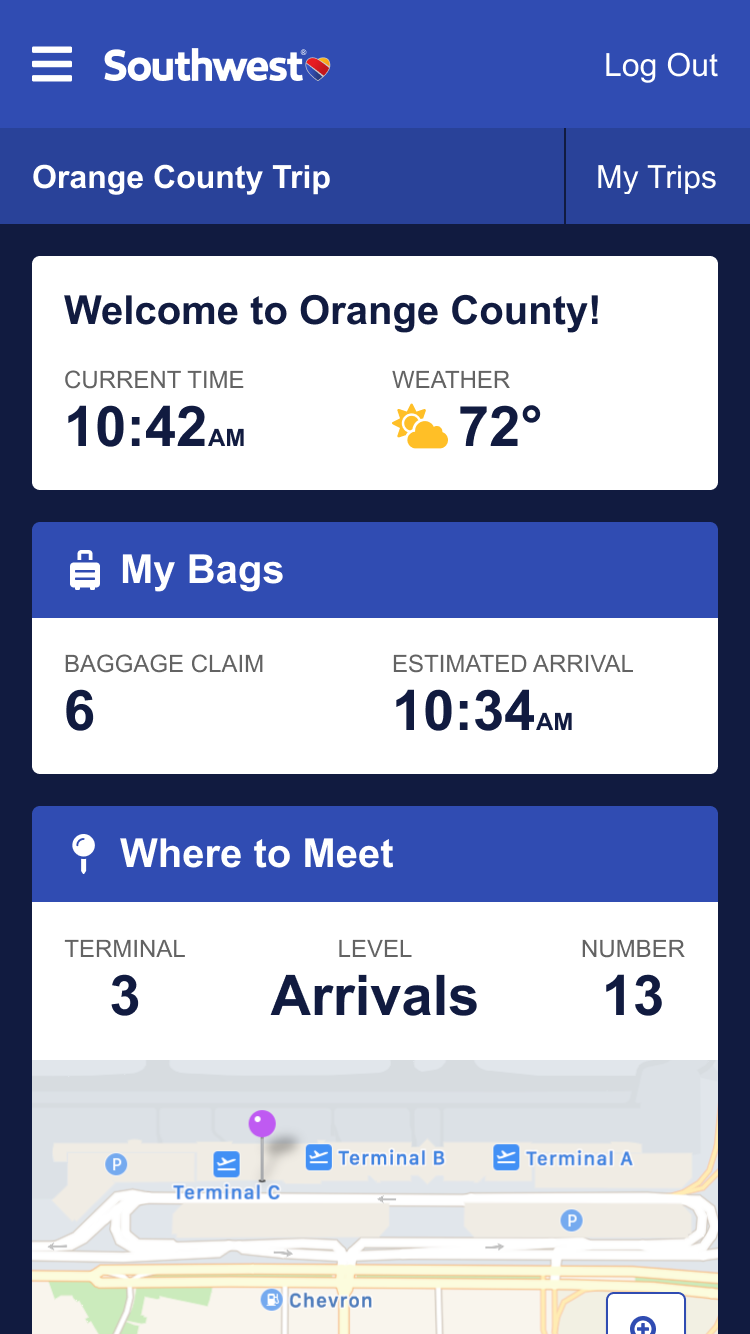 Southwest® Log Out
Orange County Trip My Trips
Welcome to Orange County!
CURRENT TIME WEATHER
10:42AM 72°
My Bags
BAGGAGE CLAIM ESTIMATED ARRIVAL
6 10:34AM
Where to Meet
TERMINAL LEVEL NUMBER
3 Arrivals 13
P Terminal B Terminal A
Terminal C
P
Chevron